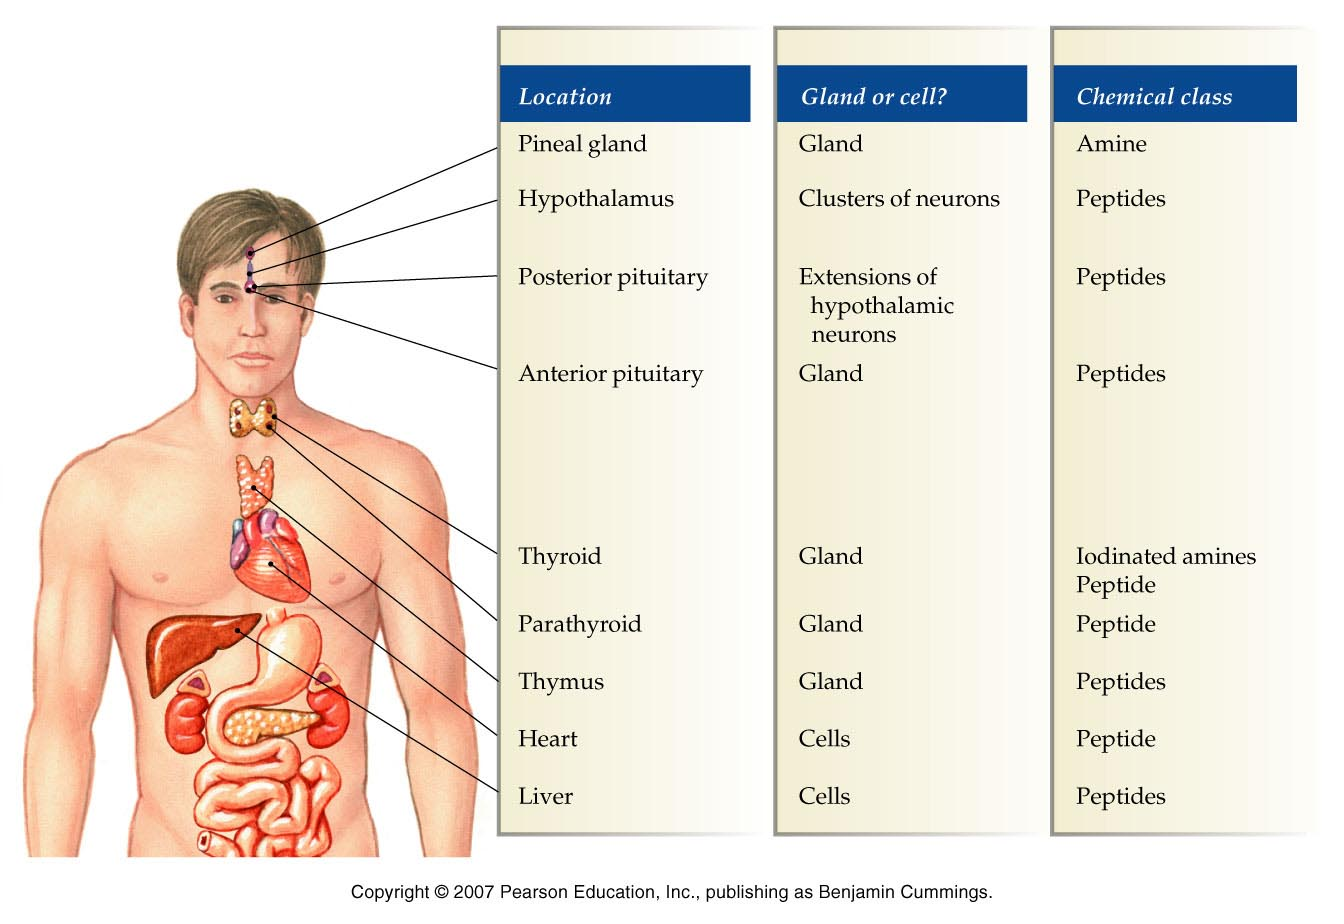 Location Gland or cell? Chemical class
Pineal gland Gland Amine
Hypothalamus Clusters of neurons Peptides
Posterior pituitary Extensions of Peptides
hypothalamic
neurons
Anterior pituitary Gland Peptides
Thyroid Gland Iodinated amines
Peptide
Parathyroid Gland Peptide
Thymus Gland Peptides
Heart Cells Peptide
Liver Cells Peptides
Copyright © 2007 Pearson Education, Inc., publishing as Benjamin Cummings.